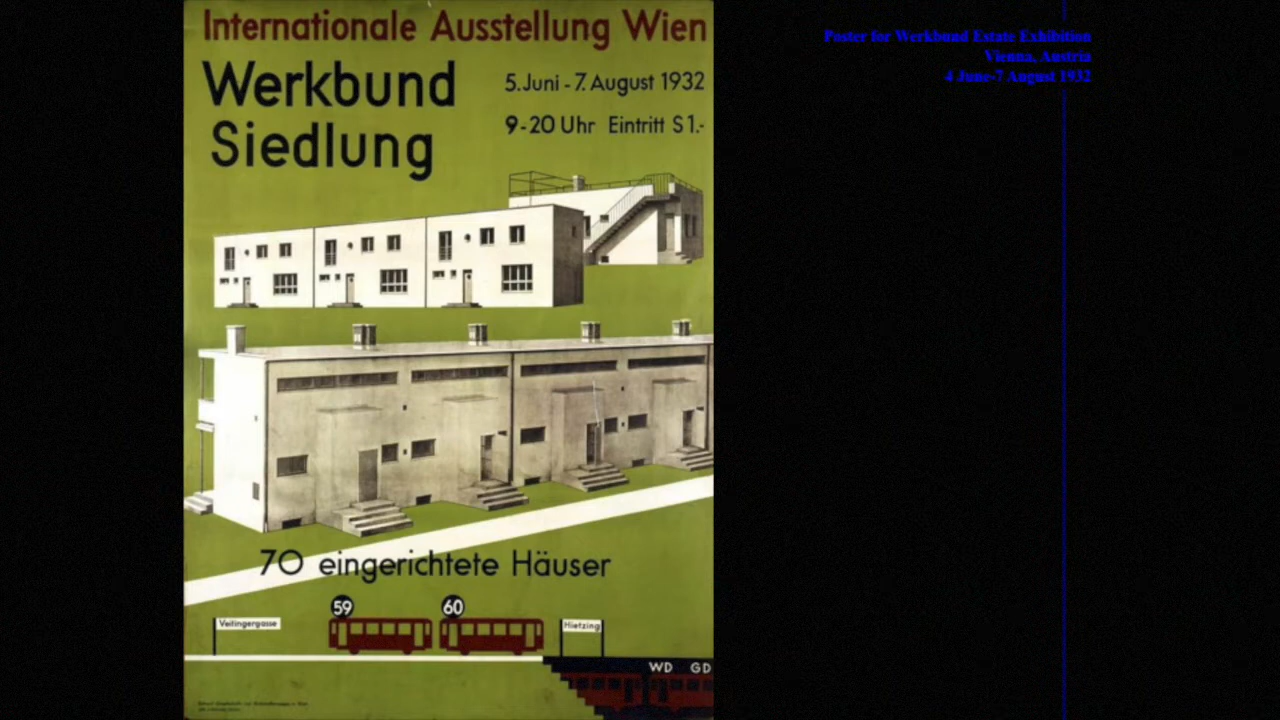 Internationale Ausstellung Wien
Werkbund
Siedlung
5. Juni - 7. August 1932
9-20 Uhr Eintritt S 1.-
70 eingerichtete Häuser
59
60
Veitingergasse
Hietzing
WD GD
Poster for Werkbund Estate Exhibition
Vienna, Austria
4 June-7 August 1932